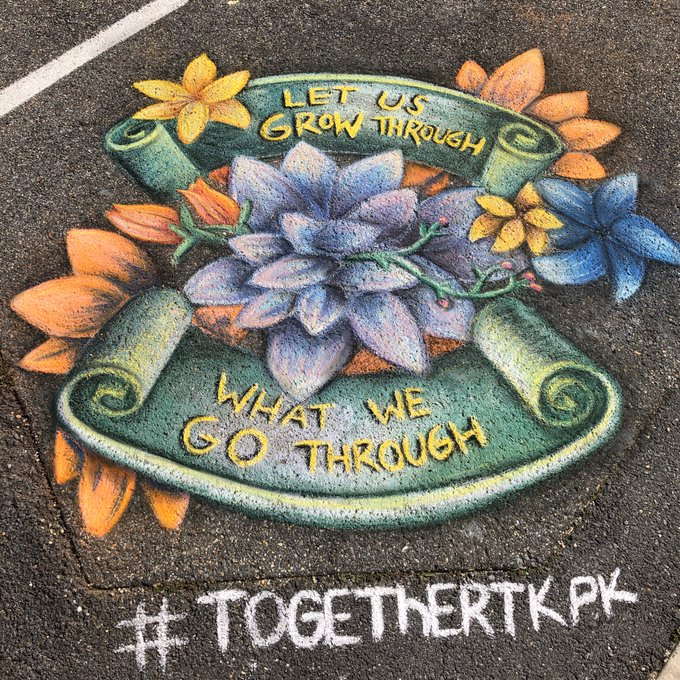 LET US
GROW THROUGH
WHAT WE
GO THROUGH
#TOGEThERTKPK